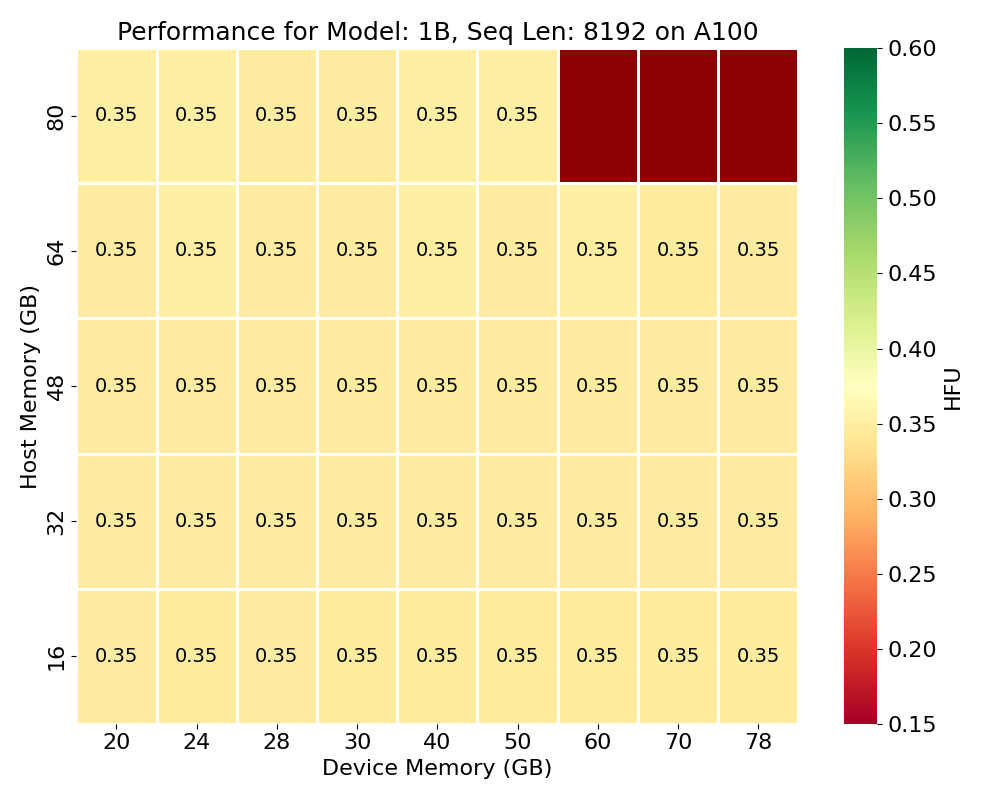 Performance for Model: 1B, Seq Len: 8192 on A100
80 0.35 0.35 0.35 0.35 0.35 0.35
64 0.35 0.35 0.35 0.35 0.35 0.35 0.35 0.35 0.35
48 0.35 0.35 0.35 0.35 0.35 0.35 0.35 0.35 0.35
32 0.35 0.35 0.35 0.35 0.35 0.35 0.35 0.35 0.35
16 0.35 0.35 0.35 0.35 0.35 0.35 0.35 0.35 0.35
Host Memory (GB)
20 24 28 30 40 50 60 70 78
Device Memory (GB)
0.60
0.55
0.50
0.45
0.40
0.35
0.30
0.25
0.20
0.15
HFU